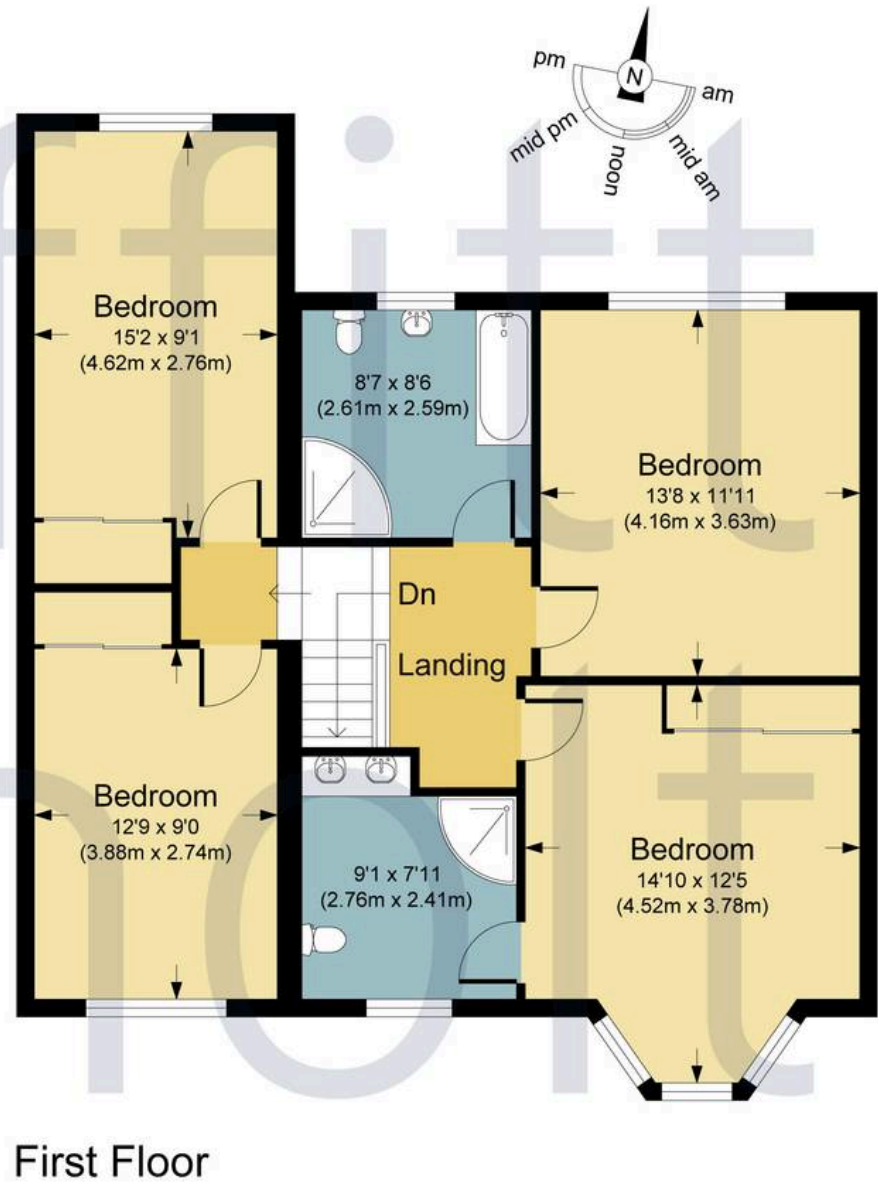 pm
N
am
mid pm
noon
mid am
ffitt
Bedroom
15'2 x 9'1
(4.62m x 2.76m)
8'7 x 8'6
(2.61m x 2.59m)
Bedroom
13'8 x 11'11
(4.16m x 3.63m)
Dn
Landing
Bedroom
12'9 x 9'0
(3.88m x 2.74m)
9'1 x 7'11
(2.76m x 2.41m)
Bedroom
14'10 x 12'5
(4.52m x 3.78m)
nolt
First Floor